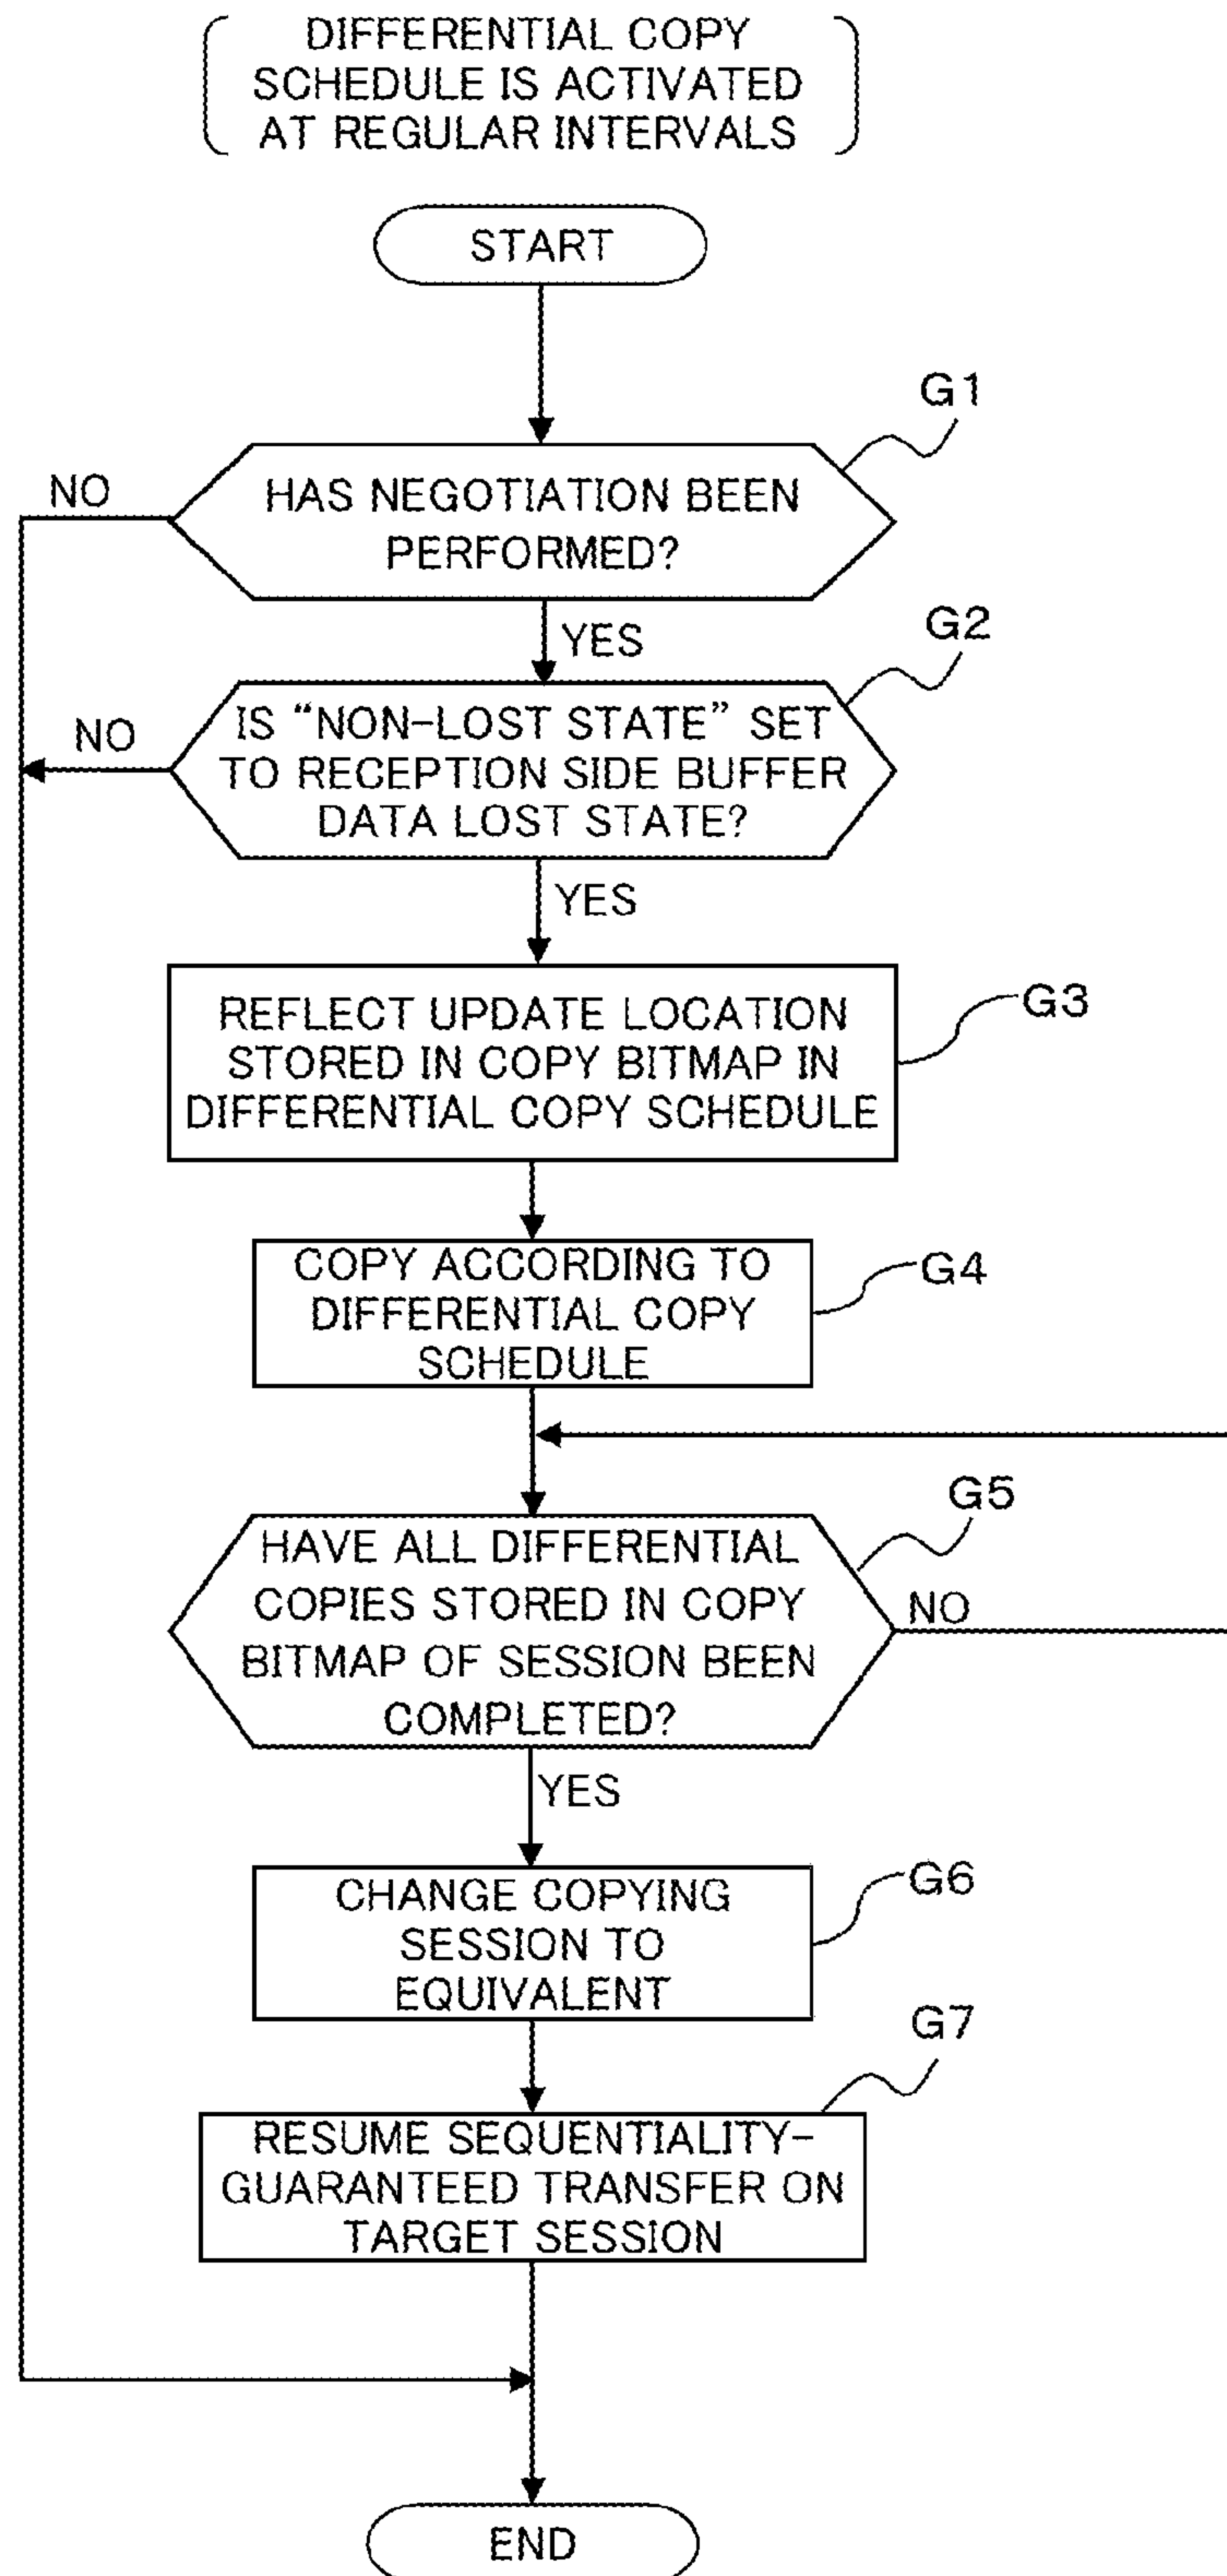 DIFFERENTIAL COPY
SCHEDULE IS ACTIVATED
AT REGULAR INTERVALS
START
G1
NO
HAS NEGOTIATION BEEN
PERFORMED?
YES
G2
NO
IS “NON-LOST STATE” SET
TO RECEPTION SIDE BUFFER
DATA LOST STATE?
YES
G3
REFLECT UPDATE LOCATION
STORED IN COPY BITMAP IN
DIFFERENTIAL COPY SCHEDULE
G4
COPY ACCORDING TO
DIFFERENTIAL COPY
SCHEDULE
G5
HAVE ALL DIFFERENTIAL
COPIES STORED IN COPY
BITMAP OF SESSION BEEN
COMPLETED?
NO
YES
G6
CHANGE COPYING
SESSION TO
EQUIVALENT
G7
RESUME SEQUENTIALITY-
GUARANTEED TRANSFER ON
TARGET SESSION
END